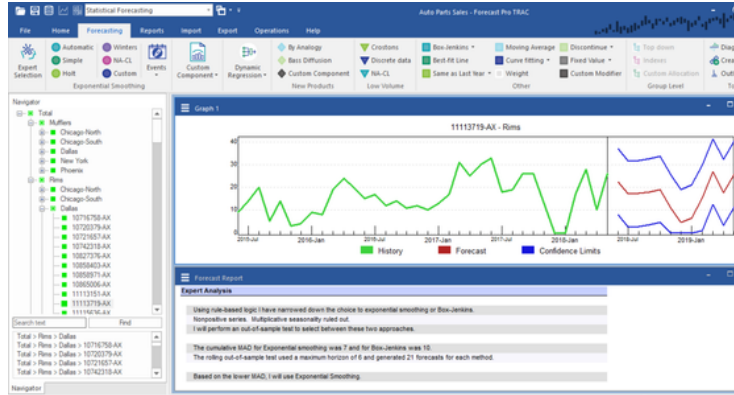 Statistical Forecasting
Auto Parts Sales - Forecast Pro TRAC
File Home Forecasting Reports Import Export Operations Help
Expert Selection
Automatic Winters
Simple NA-CL
Holt Custom
Events
Exponential Smoothing
Custom Component
Dynamic Regression
By Analogy
Bass Diffusion
Custom Component
New Products
Crostons
Discrete data
NA-CL
Low Volume
Box-Jenkins Moving Average Discontinue
Best-fit Line Curve fitting Fixed Value
Same as Last Year Weight Custom Modifier
Other
Top down
Indexes
Custom Allocation
Group Level
Diag
Crea
Outl
To
Navigator
Total
Mufflers
Chicago-North
Chicago-South
Dallas
New York
Phoenix
Rims
Chicago-North
Chicago-South
Dallas
10716758-AX
10720379-AX
10721657-AX
10742318-AX
10827376-AX
10858403-AX
10858971-AX
10865006-AX
11113151-AX
11113719-AX
11115636-AX
Search text Find
Total > Rims > Dallas
Total > Rims > Dallas > 10716758-AX
Total > Rims > Dallas > 10720379-AX
Total > Rims > Dallas > 10721657-AX
Total > Rims > Dallas > 10742318-AX
Navigator
Graph 1
11113719-AX - Rims
40
30
20
10
0
2015-Jul 2016-Jan 2016-Jul 2017-Jan 2017-Jul 2018-Jan 2018-Jul 2019-Jan
History Forecast Confidence Limits
Forecast Report
Expert Analysis
Using rule-based logic I have narrowed down the choice to exponential smoothing or Box-Jenkins.
Nonpositive series. Multiplicative seasonality ruled out.
I will perform an out-of-sample test to select between these two approaches.
The cumulative MAD for Exponential smoothing was 7 and for Box-Jenkins was 10.
The rolling out-of-sample test used a maximum horizon of 6 and generated 21 forecasts for each method.
Based on the lower MAD, I will use Exponential Smoothing.